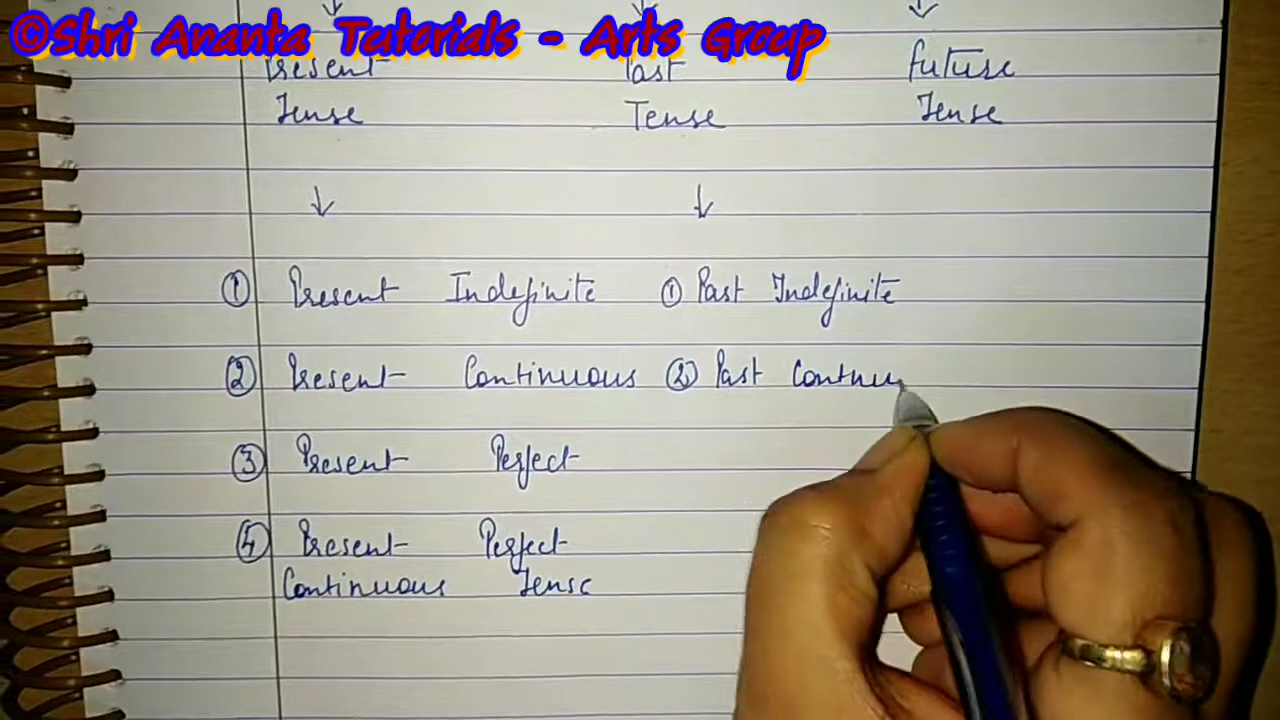 ©Shri Ananta Tutorials - Arts Group
Present Past future
Tense Tense Tense
↓ ↓
① Present Indefinite ① Past Indefinite
② Present Continuous ② Past Contnu
③ Present Perfect
④ Present Perfect
Continuous Tense